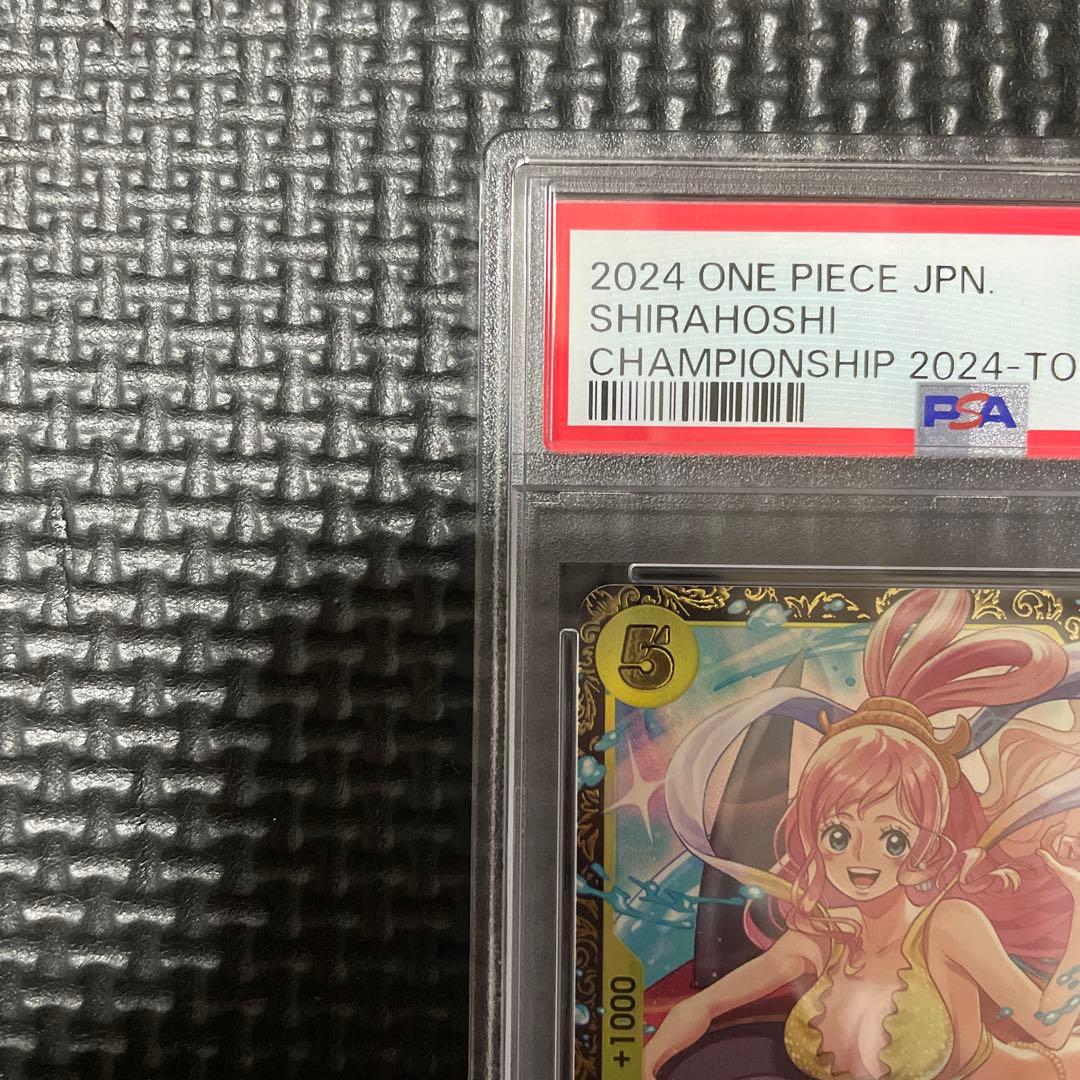 2024 ONE PIECE JPN.
SHIRAHOSHI
CHAMPIONSHIP 2024-TO
PSA
5
+1000